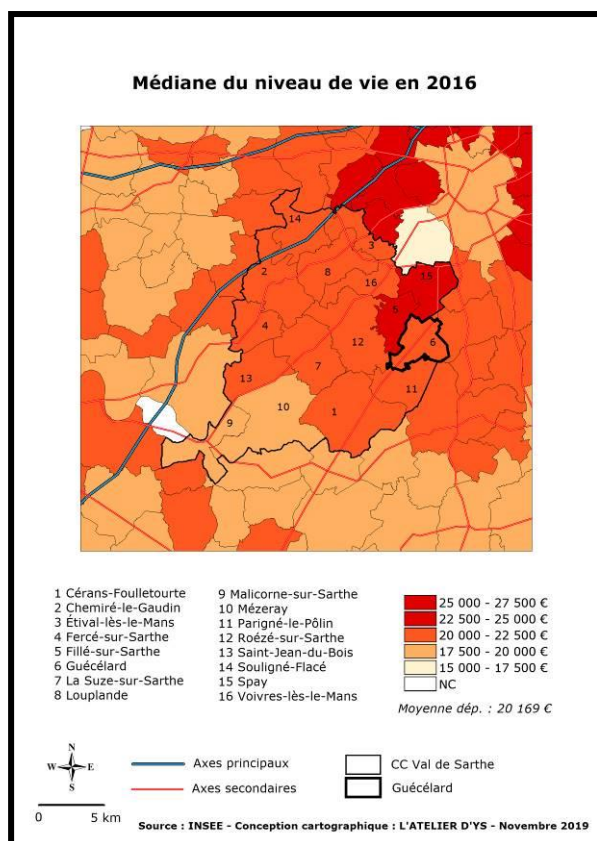 Médiane du niveau de vie en 2016
14
3
15
2
8
16
5
4
12
6
7
13
11
10
1
9
1 Cérans-Foulletourte
2 Chemiré-le-Gaudin
3 Étival-lès-le-Mans
4 Fercé-sur-Sarthe
5 Fillé-sur-Sarthe
6 Guécélard
7 La Suze-sur-Sarthe
8 Louplande
9 Malicorne-sur-Sarthe
10 Mézeray
11 Parigné-le-Pôlin
12 Roézé-sur-Sarthe
13 Saint-Jean-du-Bois
14 Souligné-Flacé
15 Spay
16 Voivres-lès-le-Mans
25 000 - 27 500 €
22 500 - 25 000 €
20 000 - 22 500 €
17 500 - 20 000 €
15 000 - 17 500 €
NC
Moyenne dép. : 20 169 €
N
W E
S
Axes principaux
Axes secondaires
CC Val de Sarthe
Guécélard
0 5 km
Source : INSEE - Conception cartographique : L'ATELIER D'YS - Novembre 2019